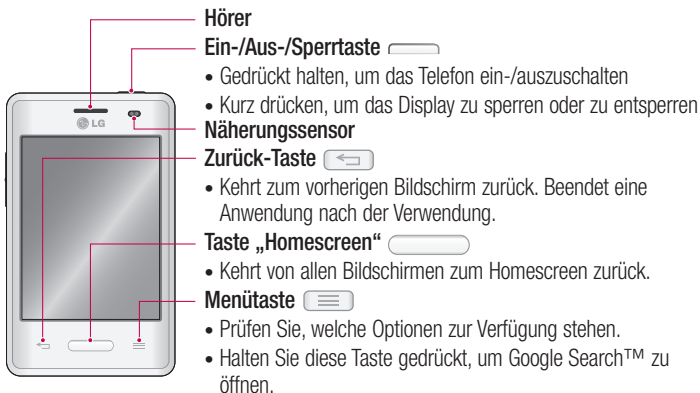 Hörer
Ein-/Aus-/Sperrtaste
• Gedrückt halten, um das Telefon ein-/auszuschalten
• Kurz drücken, um das Display zu sperren oder zu entsperren
LG
Näherungssensor
Zurück-Taste
• Kehrt zum vorherigen Bildschirm zurück. Beendet eine
Anwendung nach der Verwendung.
Taste „Homescreen“
• Kehrt von allen Bildschirmen zum Homescreen zurück.
Menütaste
• Prüfen Sie, welche Optionen zur Verfügung stehen.
• Halten Sie diese Taste gedrückt, um Google Search™ zu
öffnen.